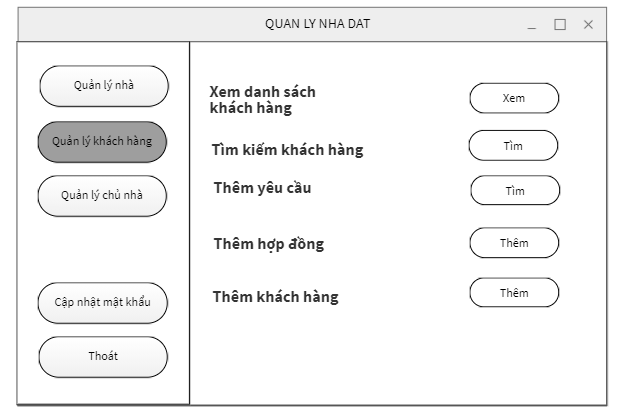 QUAN LY NHA DAT
Quản lý nhà
Quản lý khách hàng
Quản lý chủ nhà
Cập nhật mật khẩu
Thoát
Xem danh sách
khách hàng
Xem
Tìm kiếm khách hàng
Tìm
Thêm yêu cầu
Tìm
Thêm hợp đồng
Thêm
Thêm khách hàng
Thêm